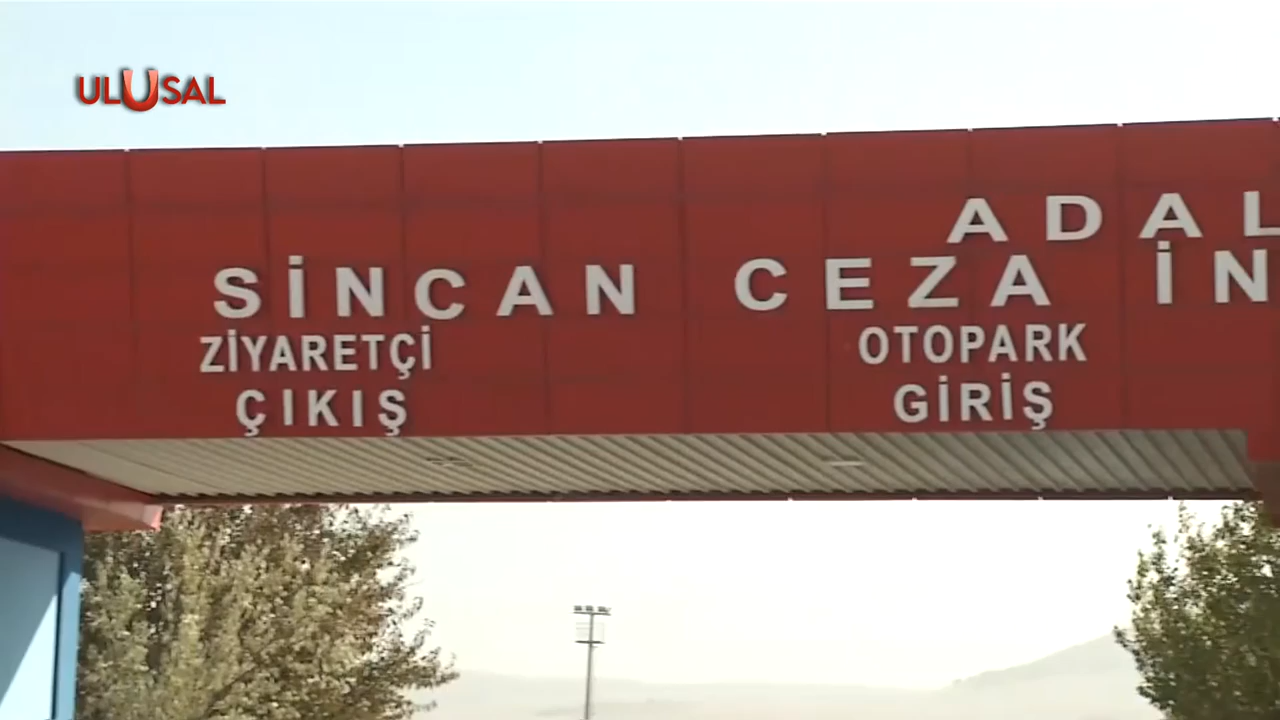 ULUSAL
ADAL
SİNCAN CEZA İN
ZİYARETÇİ
ÇIKIŞ
OTOPARK
GİRİŞ